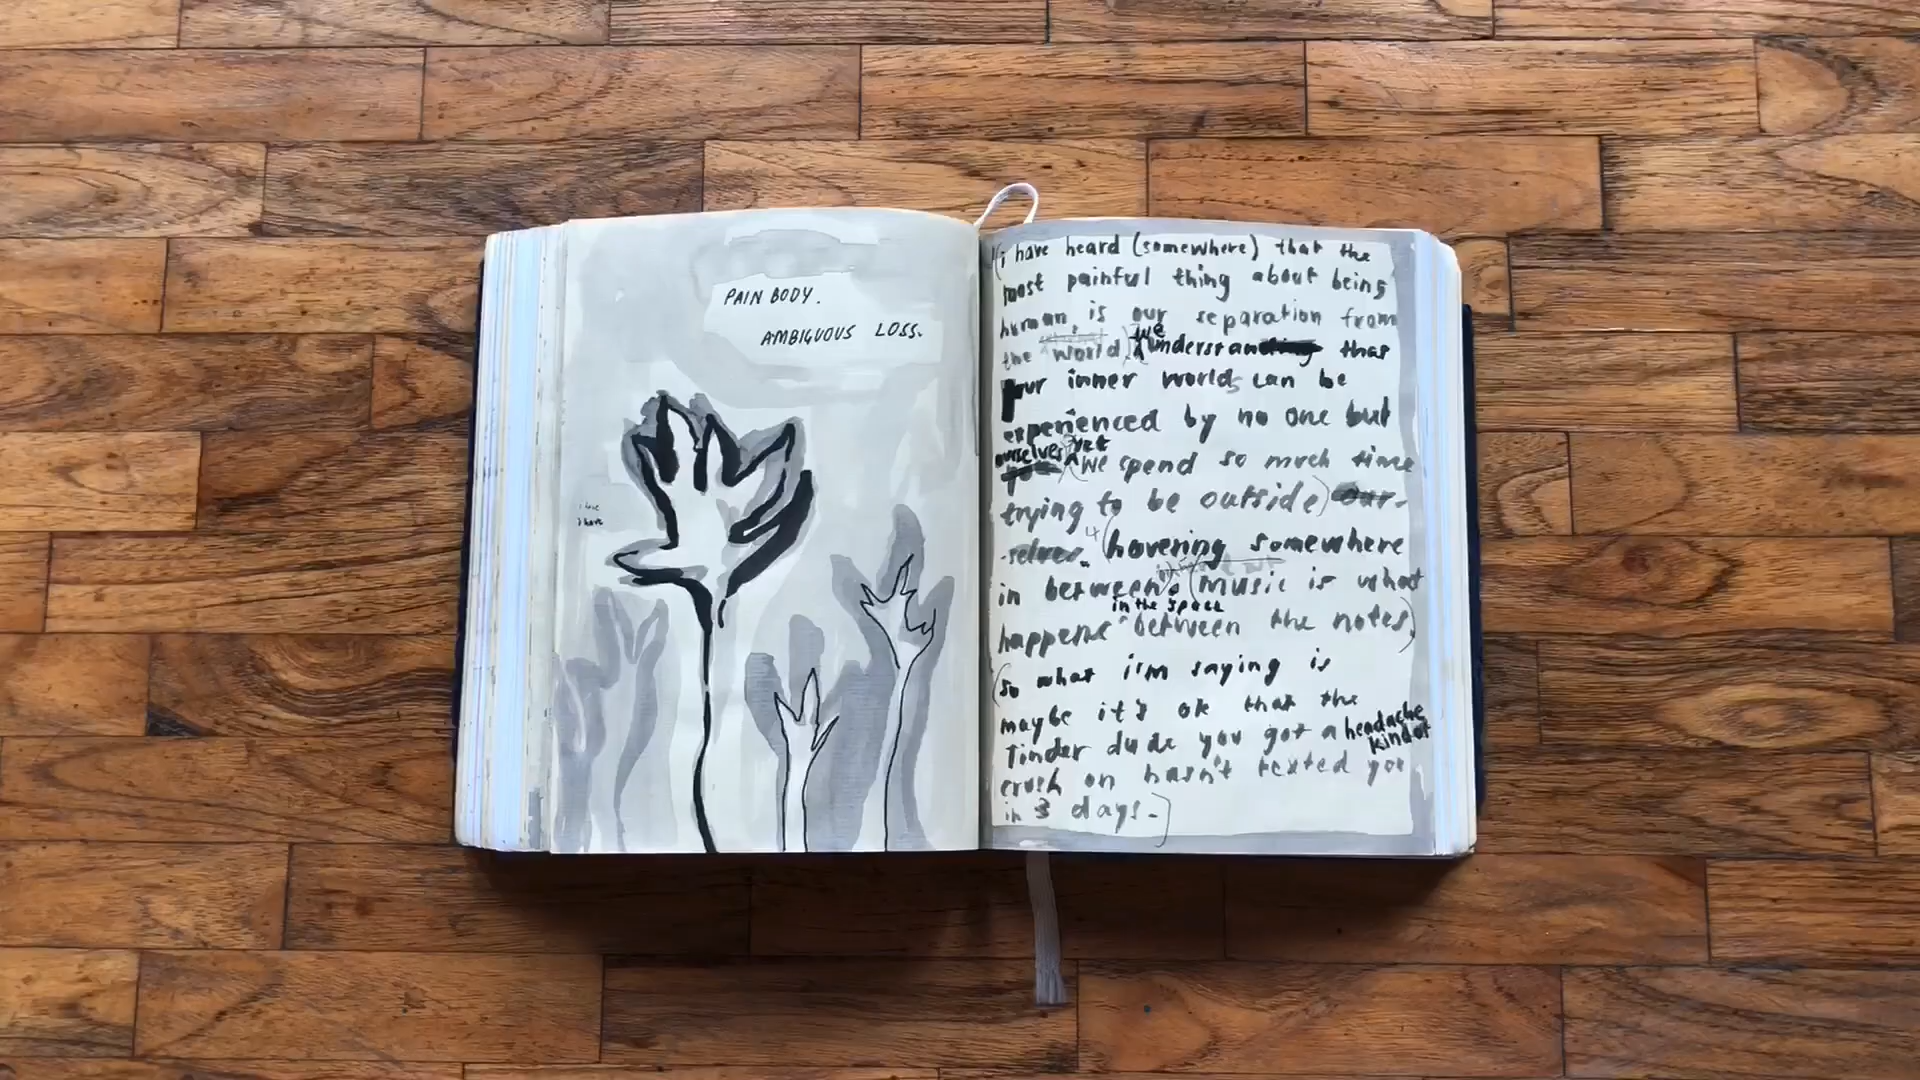 PAIN BODY.
AMBIGUOUS LOSS.
i have
(i have heard (somewhere) that the
most painful thing about being
human is our separation from
the world) we understand that
our inner worlds can be
experienced by no one but
ourselves yet (we spend so much time
trying to be outside) our-
-selves. 4 (hovering somewhere
in between. (music is what
happens in the space between the notes)
(so what i'm saying is
maybe it's ok that the
Tinder dude you got a headache kind of
crush on hasn't texted you
in 3 days.)